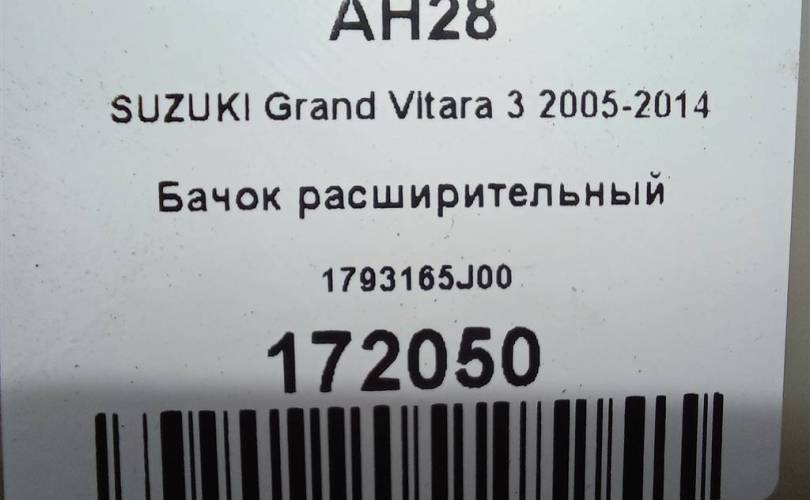 AH28
SUZUKI Grand Vitara 3 2005-2014
Бачок расширительный
1793165J00
172050